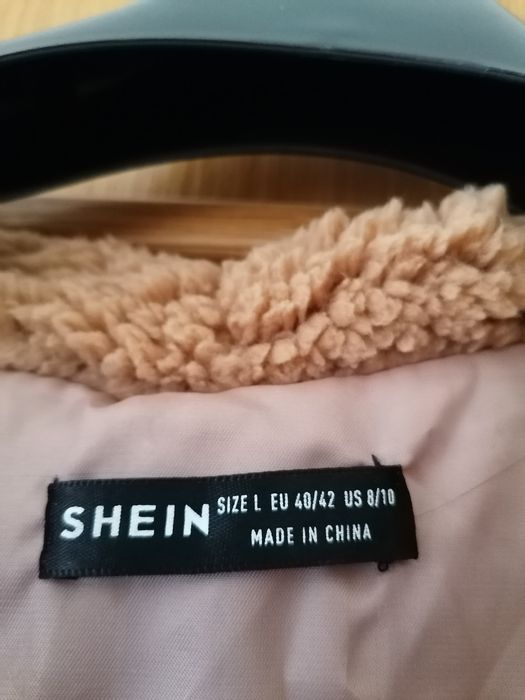 SHEIN
SIZE L EU 40/42 US 8/10
MADE IN CHINA